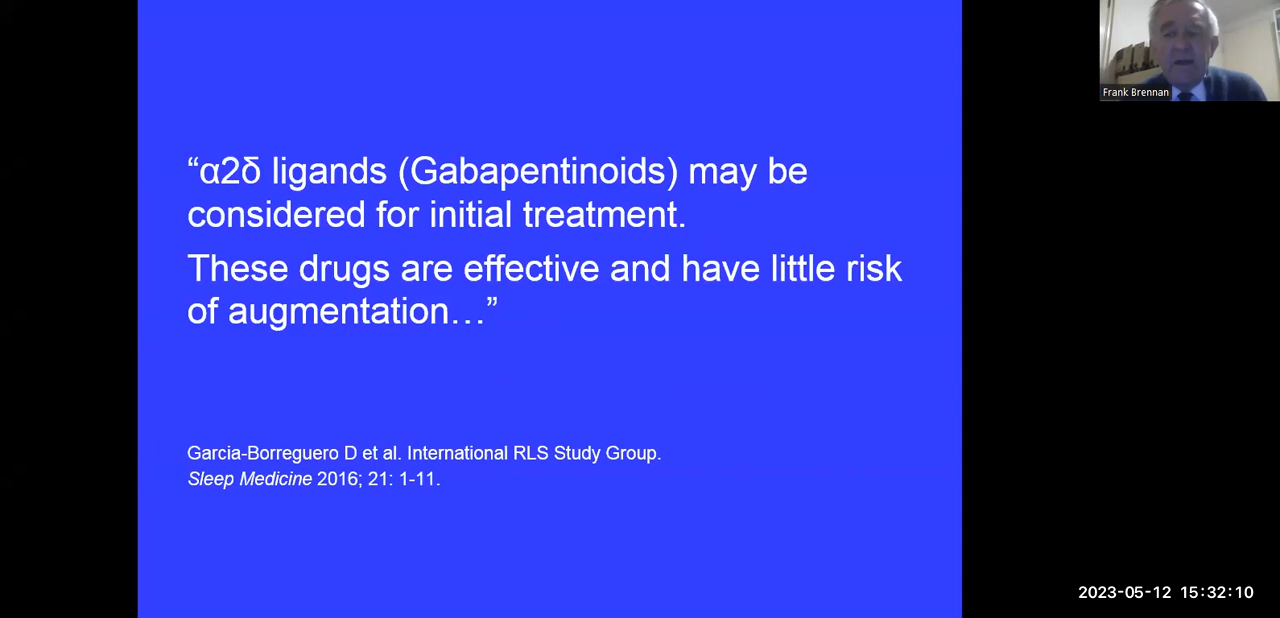 “α2δ ligands (Gabapentinoids) may be
considered for initial treatment.
These drugs are effective and have little risk
of augmentation…”
Garcia-Borreguero D et al. International RLS Study Group.
Sleep Medicine 2016; 21: 1-11.
Frank Brennan
2023-05-12 15:32:10